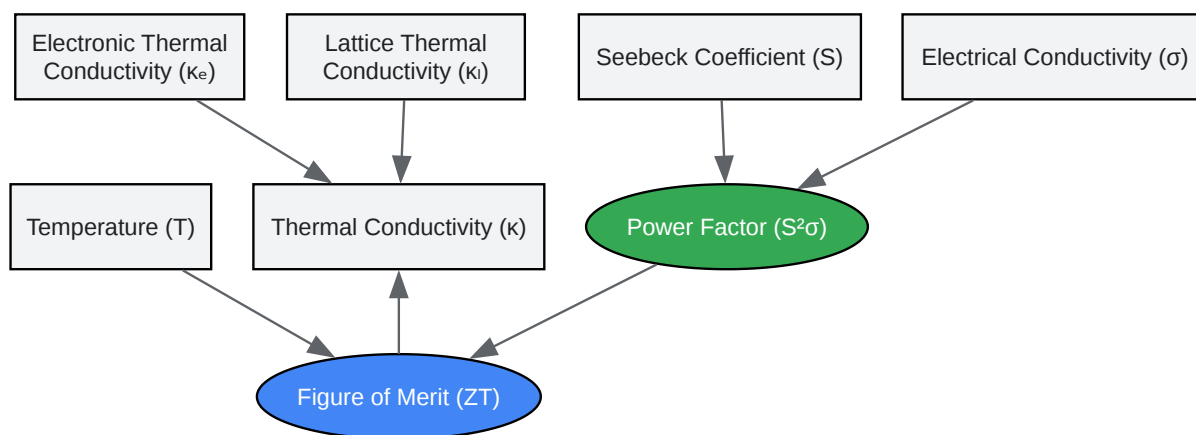 Electronic Thermal
Conductivity (κₑ)
Lattice Thermal
Conductivity (κₗ)
Seebeck Coefficient (S)
Electrical Conductivity (σ)
Temperature (T)
Thermal Conductivity (κ)
Power Factor (S²σ)
Figure of Merit (ZT)